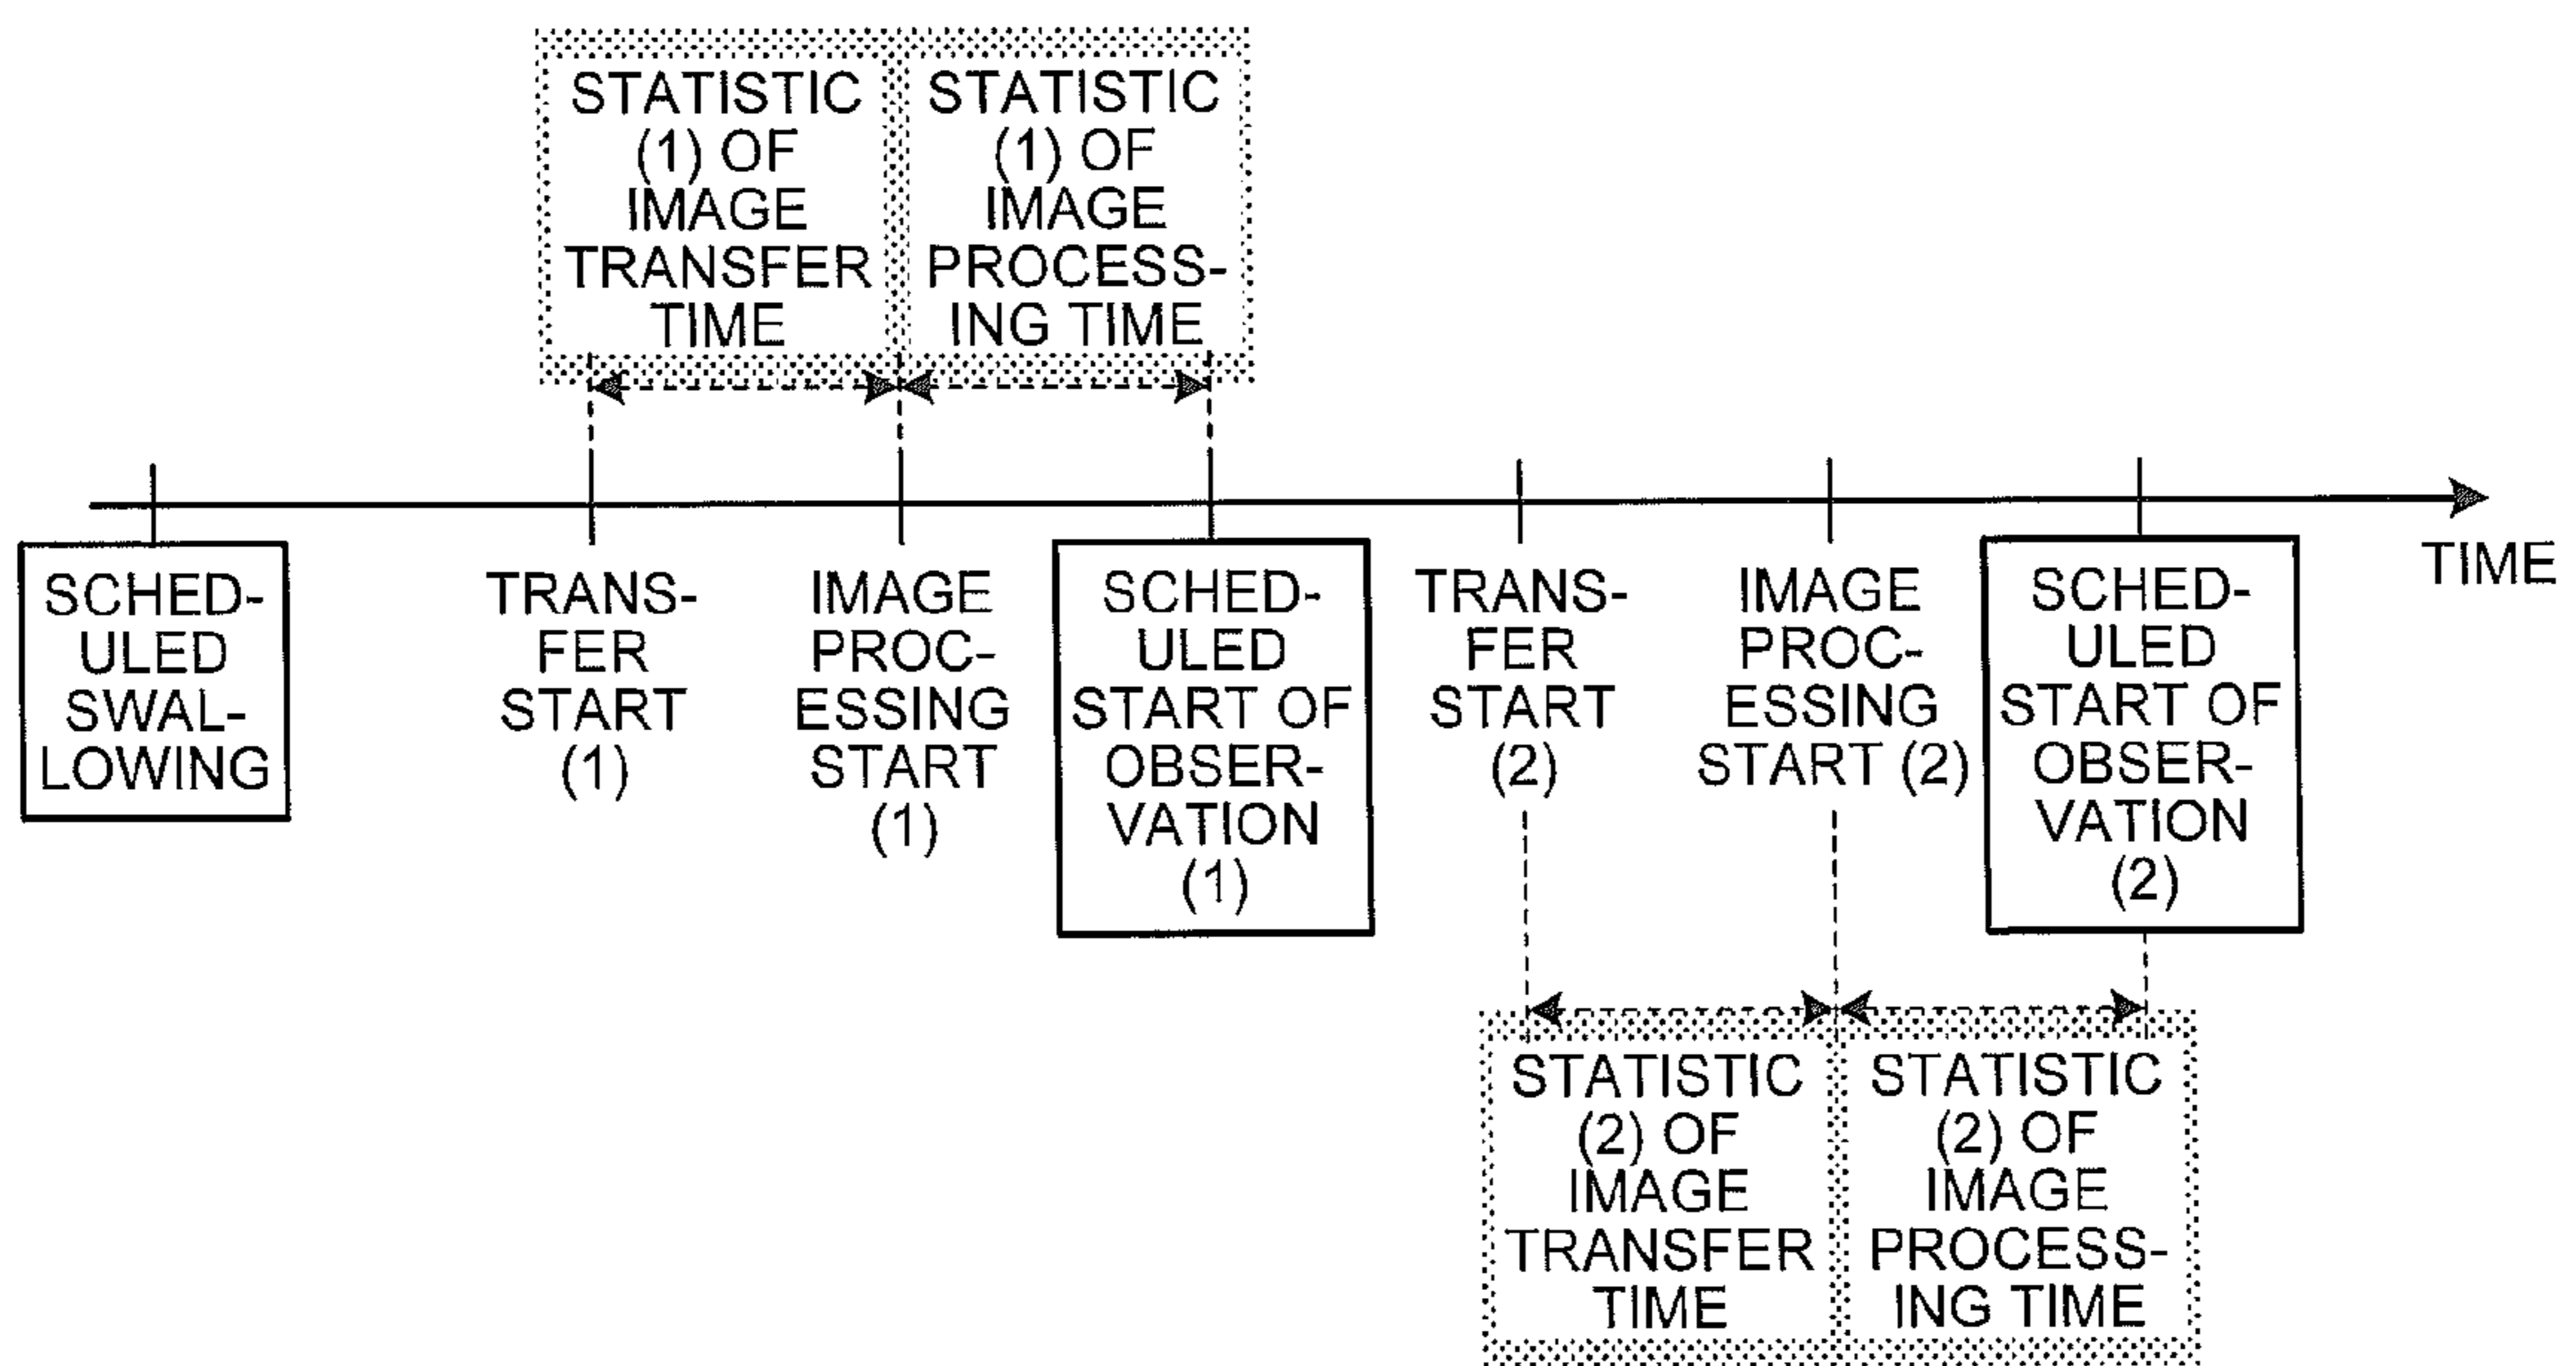 STATISTIC
(1) OF
IMAGE
TRANSFER
TIME
STATISTIC
(1) OF
IMAGE
PROCESS-
ING TIME
TIME
SCHED-
ULED
SWAL-
LOWING
TRANS-
FER
START
(1)
IMAGE
PROC-
ESSING
START
(1)
SCHED-
ULED
START OF
OBSER-
VATION
(1)
TRANS-
FER
START
(2)
IMAGE
PROC-
ESSING
START (2)
SCHED-
ULED
START OF
OBSER-
VATION
(2)
STATISTIC
(2) OF
IMAGE
TRANSFER
TIME
STATISTIC
(2) OF
IMAGE
PROCESS-
ING TIME